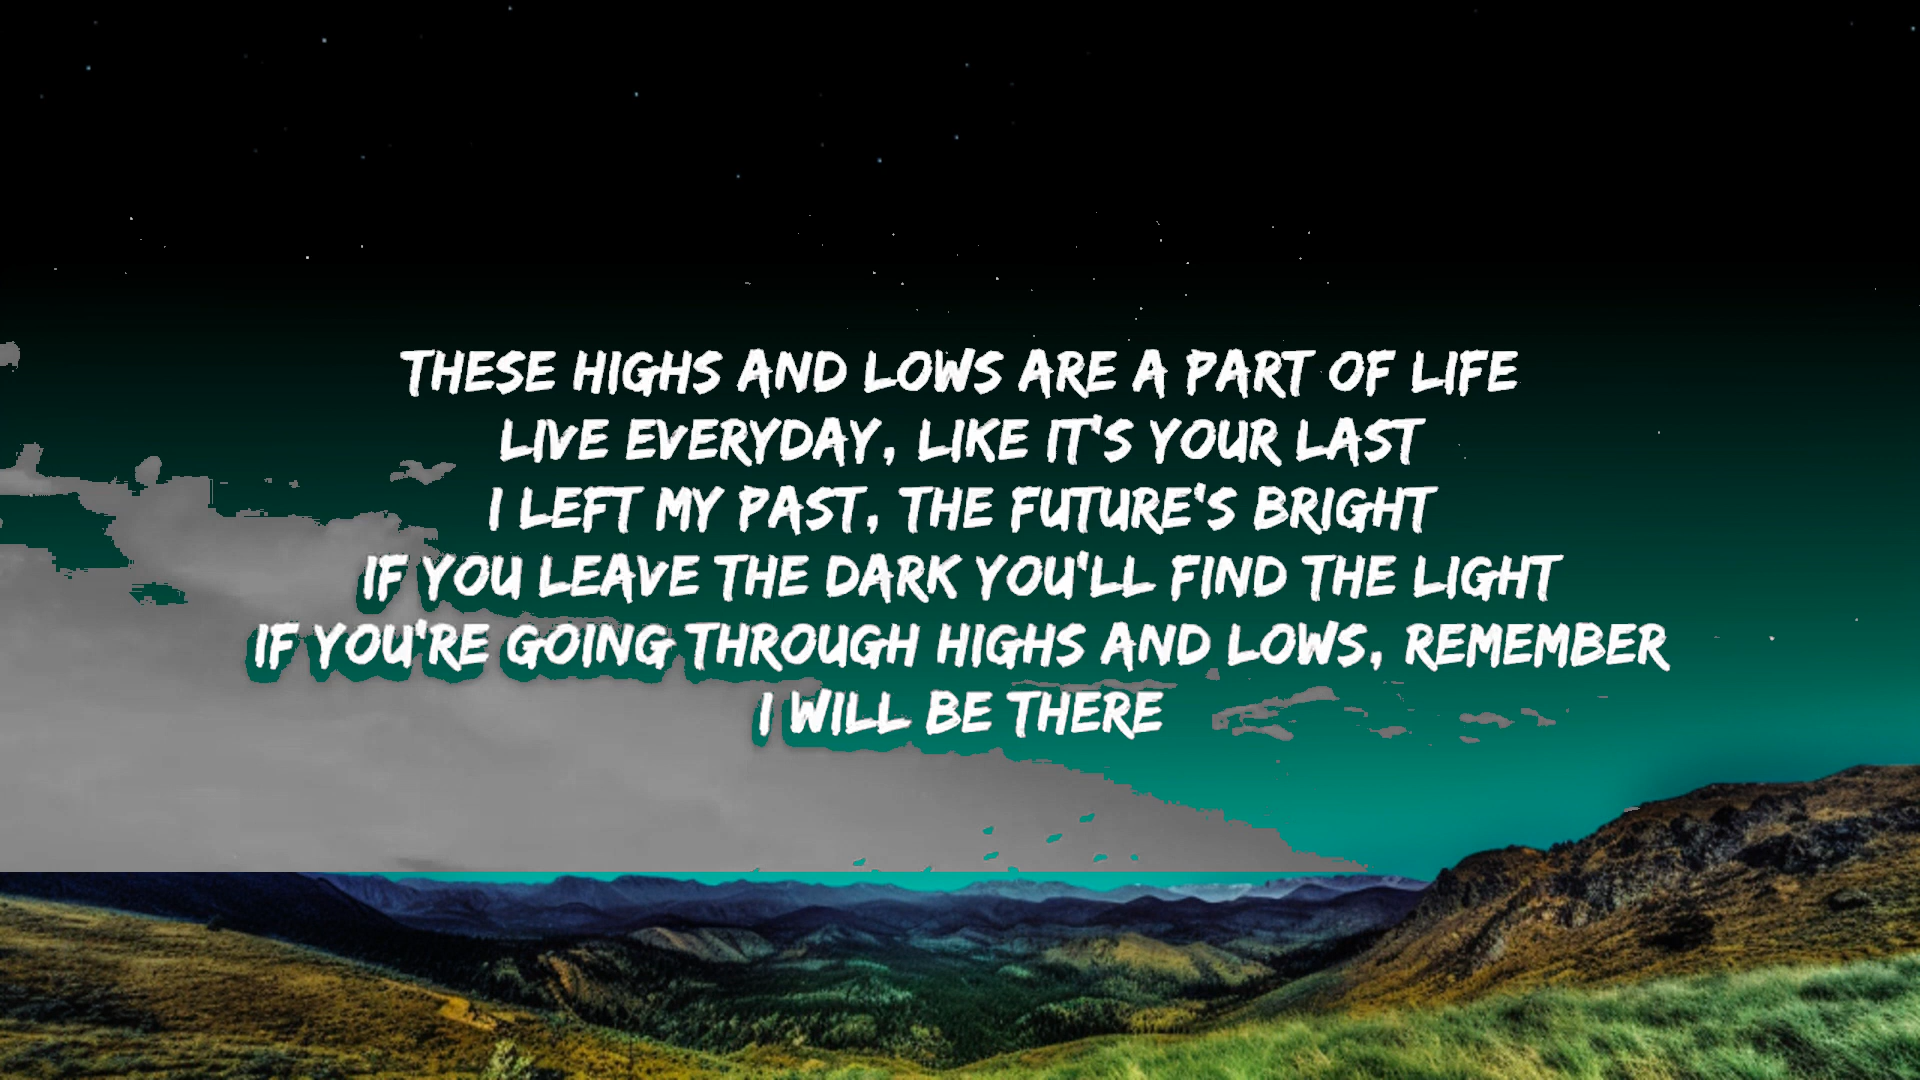 THESE HIGHS AND LOWS ARE A PART OF LIFE
LIVE EVERYDAY, LIKE IT'S YOUR LAST
I LEFT MY PAST, THE FUTURE'S BRIGHT
IF YOU LEAVE THE DARK YOU'LL FIND THE LIGHT
IF YOU'RE GOING THROUGH HIGHS AND LOWS, REMEMBER
I WILL BE THERE